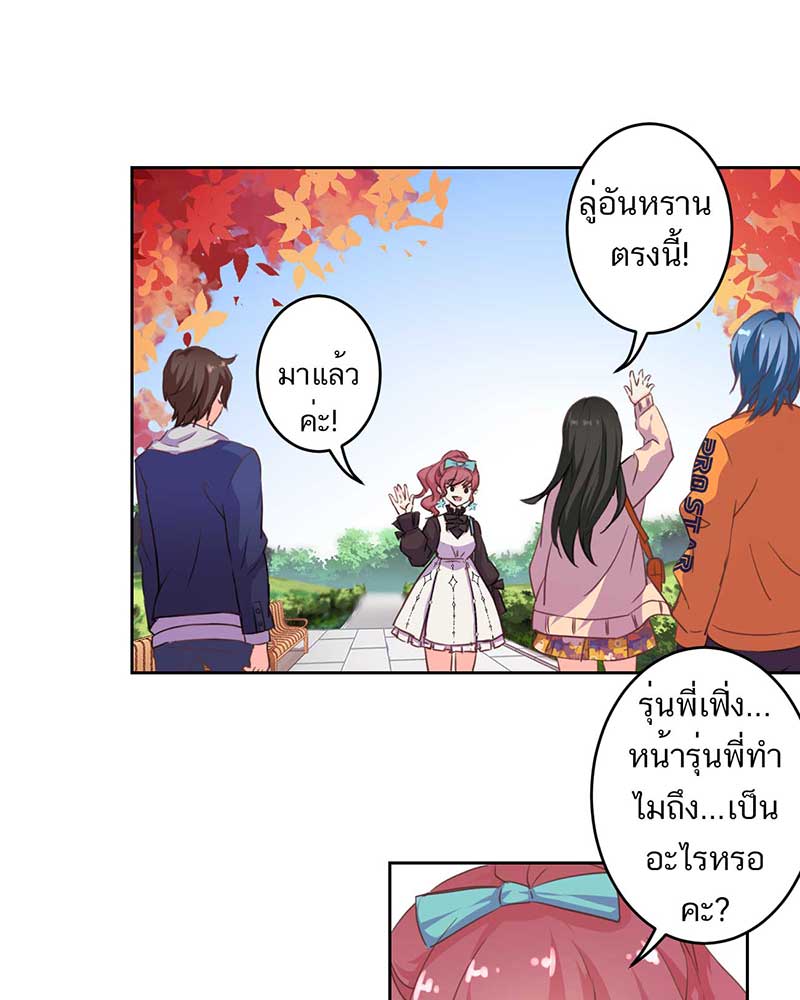 ลู่อันหราน
ตรงนี้!
มาแล้ว
ค่ะ!
PRO STAR
รุ่นพี่เฟิ่ง...
หน้ารุ่นพี่ทำ
ไมถึง...เป็น
อะไรหรอ
คะ?